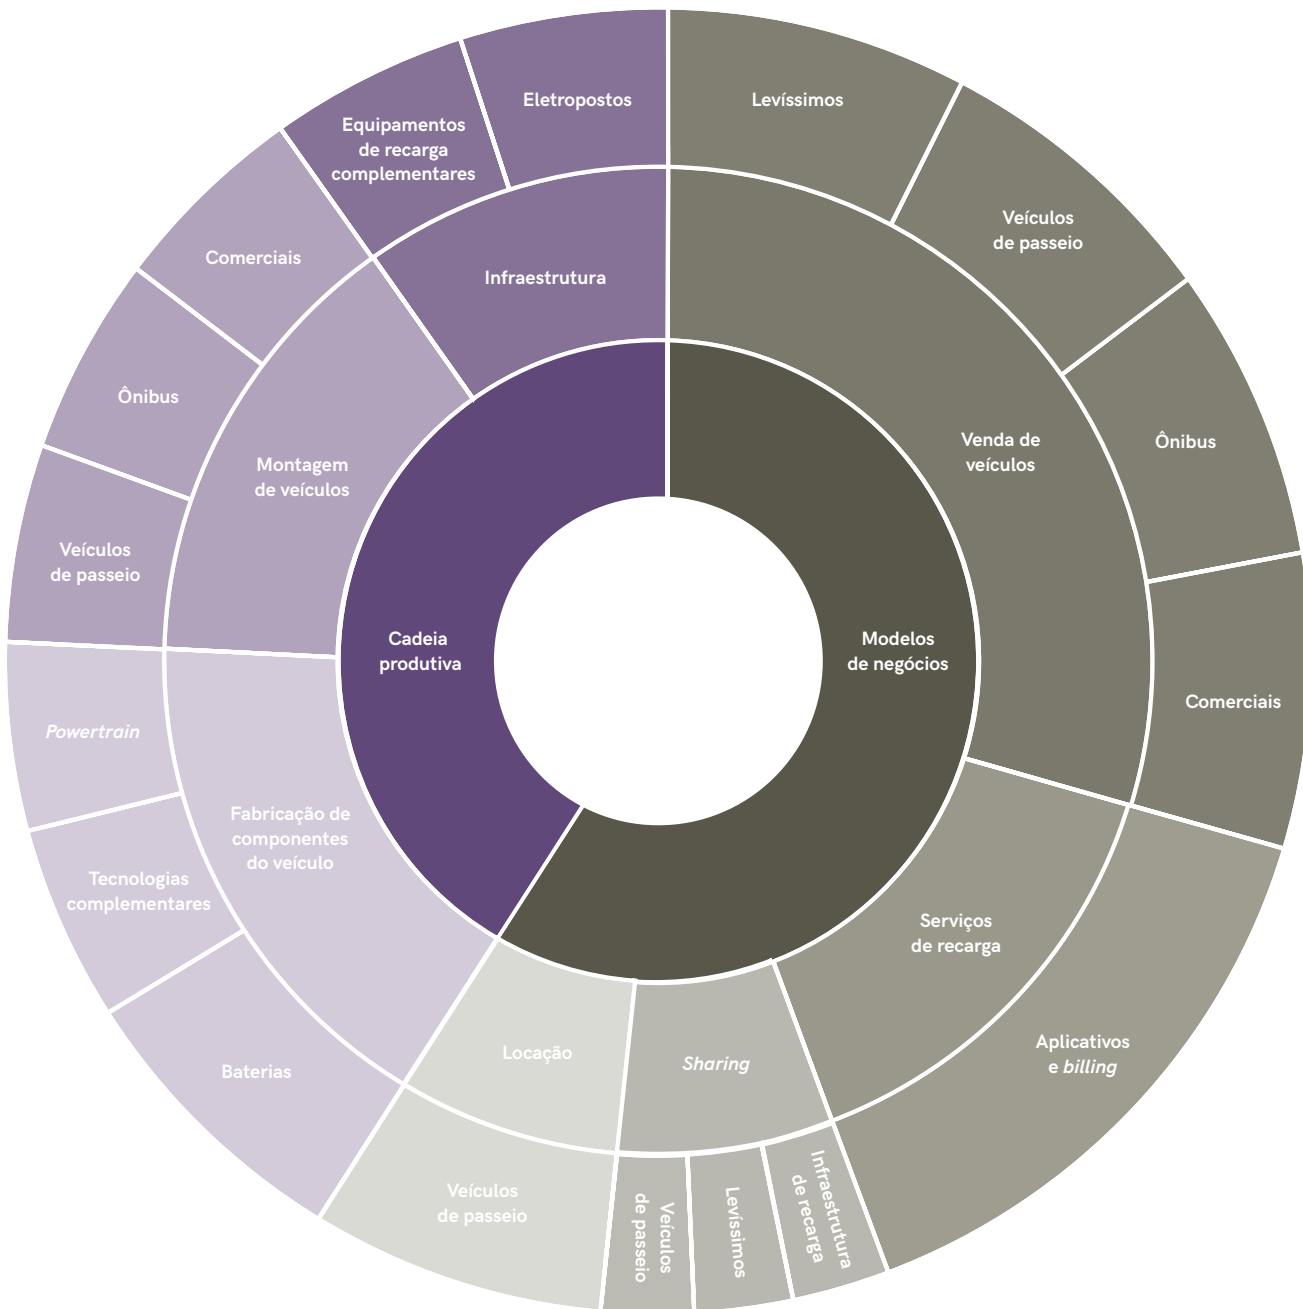 Eletropostos
Levíssimos
Equipamentos
de recarga
complementares
Veículos
de passeio
Comerciais
Infraestrutura
Ônibus
Venda de
veículos
Ônibus
Montagem
de veículos
Veículos
de passeio
Cadeia
produtiva
Modelos
de negócios
Comerciais
Powertrain
Fabricação de
componentes
do veículo
Tecnologias
complementares
Serviços
de recarga
Baterias
Locação
Sharing
Aplicativos
e billing
Veículos
de passeio
Veículos
de passeio
Levíssimos
Infraestrutura
de recarga